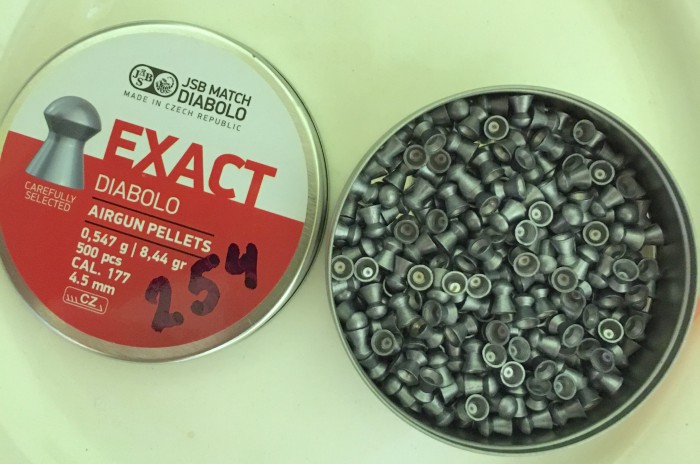 JSB
JSB MATCH
DIABOLO
MADE IN CZECH REPUBLIC
EXACT
DIABOLO
CAREFULLY
SELECTED
AIRGUN PELLETS
0,547 g | 8,44 gr
500 pcs
CAL. 177
4.5 mm
CZ
254